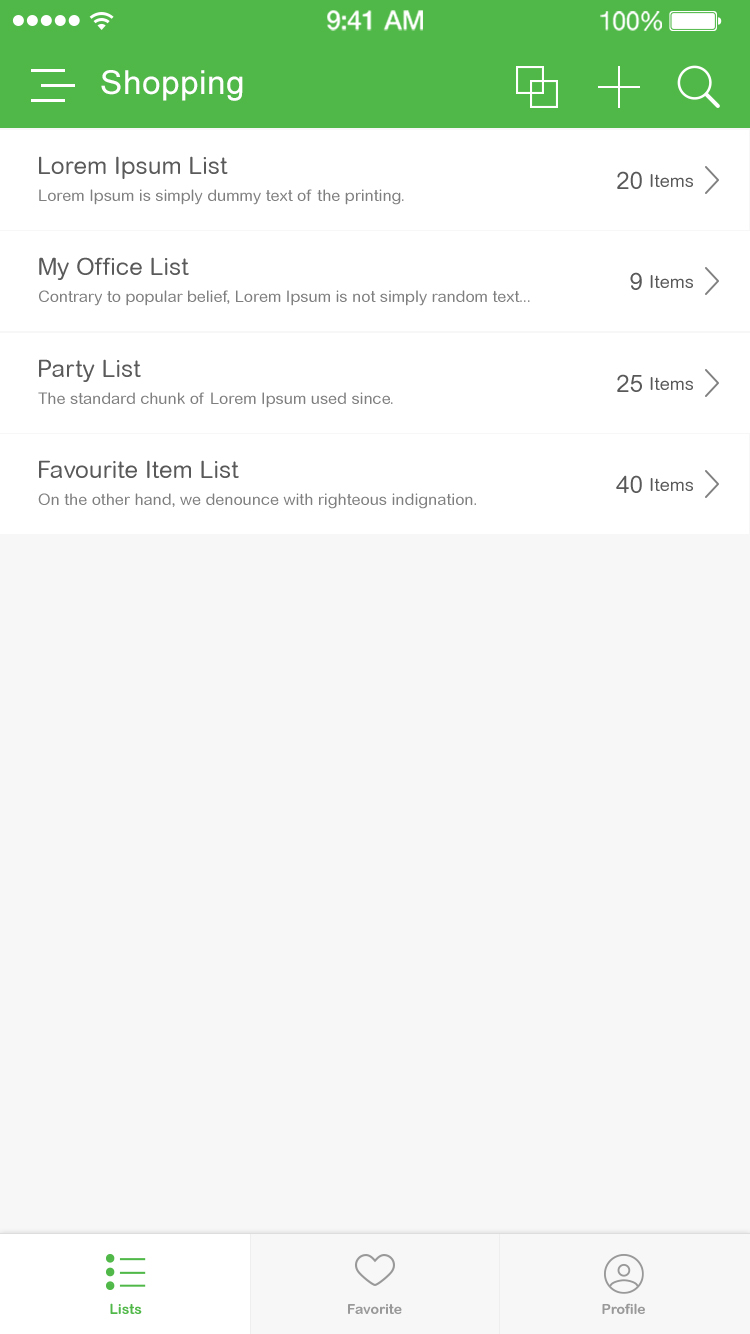 9:41 AM
100%
Shopping
Lorem Ipsum List
Lorem Ipsum is simply dummy text of the printing.
20 Items
My Office List
Contrary to popular belief, Lorem Ipsum is not simply random text...
9 Items
Party List
The standard chunk of Lorem Ipsum used since.
25 Items
Favourite Item List
On the other hand, we denounce with righteous indignation.
40 Items
Lists
Favorite
Profile